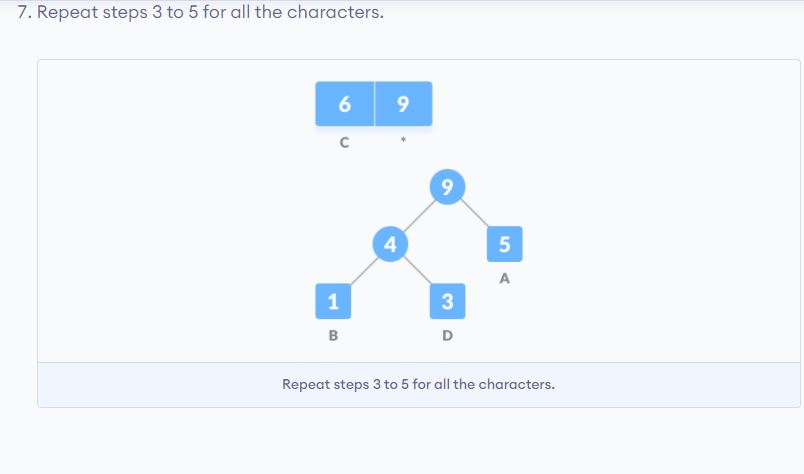 7. Repeat steps 3 to 5 for all the characters.
6 9
C *
9
4 5
A
1 3
B D
Repeat steps 3 to 5 for all the characters.